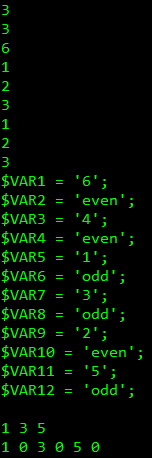 3
3
6
1
2
3
1
2
3
$VAR1 = '6';
$VAR2 = 'even';
$VAR3 = '4';
$VAR4 = 'even';
$VAR5 = '1';
$VAR6 = 'odd';
$VAR7 = '3';
$VAR8 = 'odd';
$VAR9 = '2';
$VAR10 = 'even';
$VAR11 = '5';
$VAR12 = 'odd';
1 3 5
1 0 3 0 5 0